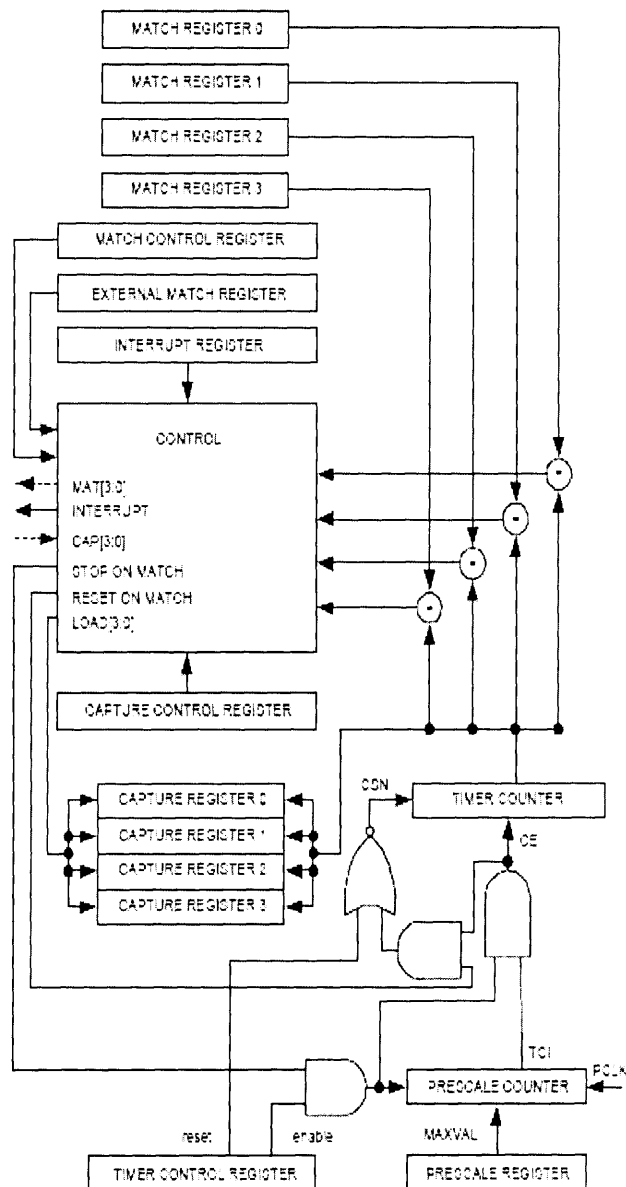 MATCH REGISTER 0
MATCH REGISTER 1
MATCH REGISTER 2
MATCH REGISTER 3
MATCH CONTROL REGISTER
EXTERNAL MATCH REGISTER
INTERRUPT REGISTER
CONTROL
MAT[3:0]
INTERRUPT
CAP[3:0]
STOP ON MATCH
RESET ON MATCH
LOAD[3:0]
CAPTURE CONTROL REGISTER
CSN
TIMER COUNTER
CAPTURE REGISTER 0
CAPTURE REGISTER 1
CAPTURE REGISTER 2
CAPTURE REGISTER 3
CE
TCI
PCLK
PRESCALE COUNTER
reset
enable
MAXVAL
TIMER CONTROL REGISTER
PRESCALE REGISTER